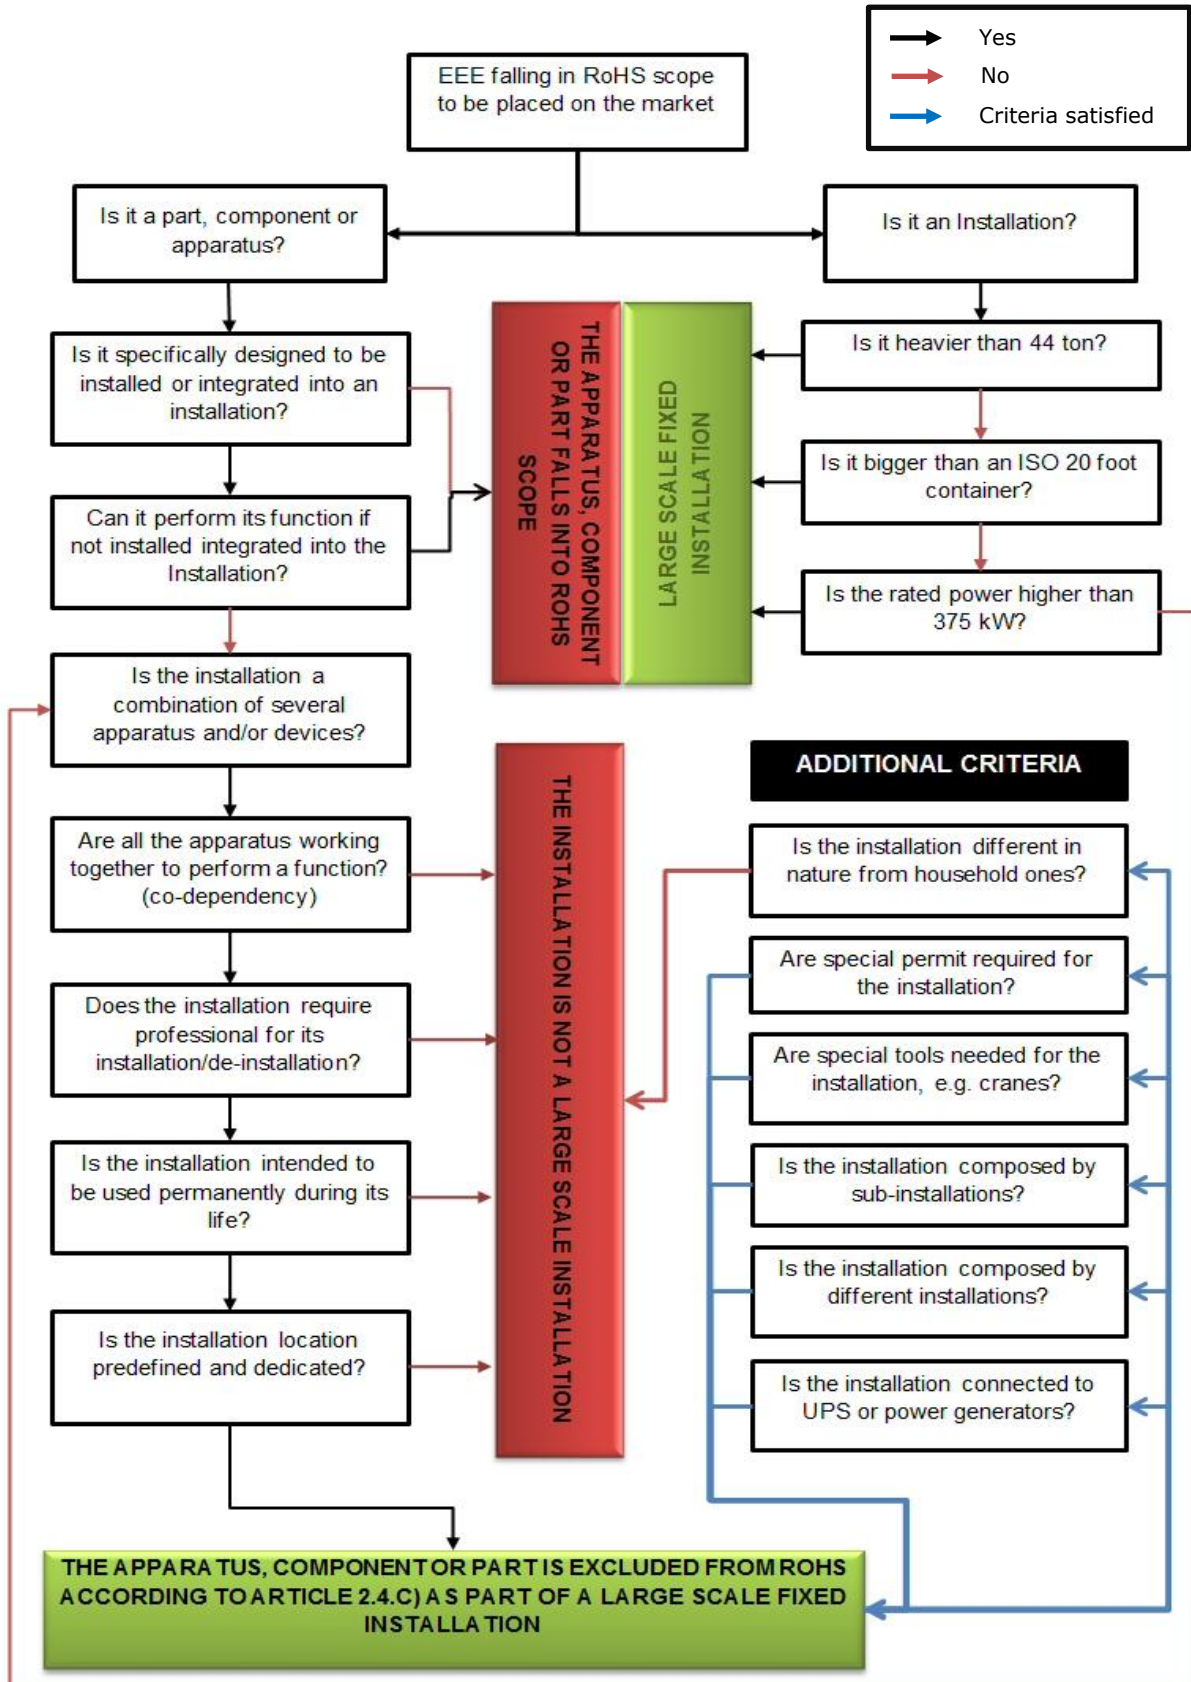 Yes
No
Criteria satisfied
EEE falling in RoHS scope
to be placed on the market
Is it a part, component or
apparatus?
Is it an Installation?
Is it specifically designed to be
installed or integrated into an
installation?
Can it perform its function if
not installed integrated into the
Installation?
THE APPARATUS, COMPONENT
OR PART FALLS INTO ROHS
SCOPE
LARGE SCALE FIXED
INSTALLATION
Is it heavier than 44 ton?
Is it bigger than an ISO 20 foot
container?
Is the rated power higher than
375 kW?
Is the installation a
combination of several
apparatus and/or devices?
Are all the apparatus working
together to perform a function?
(co-dependency)
Does the installation require
professional for its
installation/de-installation?
Is the installation intended to
be used permanently during its
life?
Is the installation location
predefined and dedicated?
THE INSTALLATION IS NOT A LARGE SCALE INSTALLATION
ADDITIONAL CRITERIA
Is the installation different in
nature from household ones?
Are special permit required for
the installation?
Are special tools needed for the
installation, e.g. cranes?
Is the installation composed by
sub-installations?
Is the installation composed by
different installations?
Is the installation connected to
UPS or power generators?
THE APPARATUS, COMPONENT OR PART IS EXCLUDED FROM ROHS
ACCORDING TO ARTICLE 2.4.C) AS PART OF A LARGE SCALE FIXED
INSTALLATION